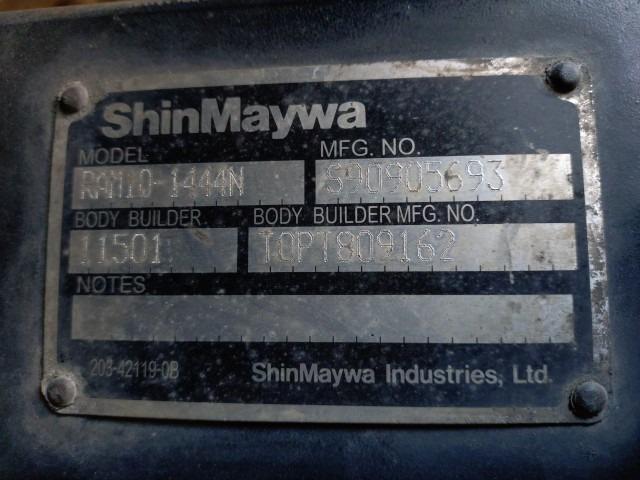 ShinMaywa
MODEL MFG. NO.
RAM10-1444N S90905693
BODY BUILDER BODY BUILDER MFG. NO.
11501 TOPT809162
NOTES
203-42119-0B ShinMaywa Industries, Ltd.